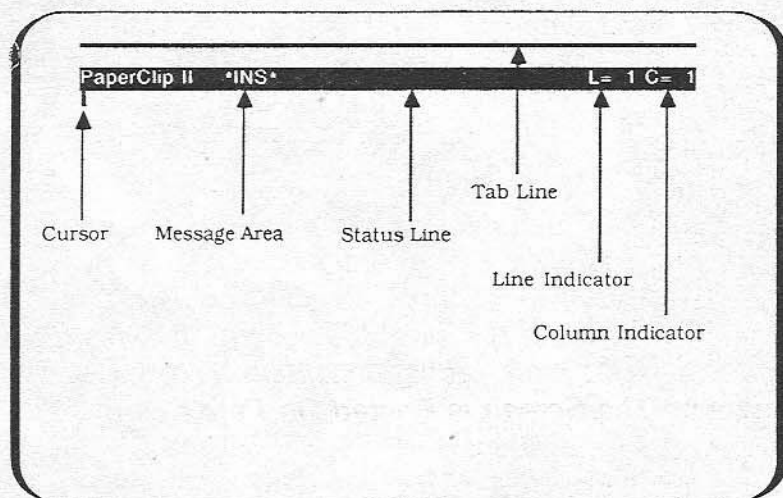 PaperClip II *INS* L= 1 C= 1
Tab Line
Cursor Message Area Status Line
Line Indicator
Column Indicator